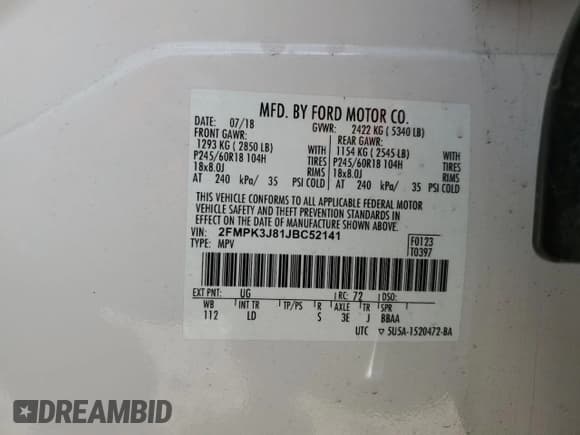 MFD. BY FORD MOTOR CO.
DATE: 07/18 GVWR: 2422 KG (5340 LB)
FRONT GAWR: REAR GAWR:
1293 KG (2850 LB) WITH 1154 KG (2545 LB) WITH
P245/60R18 104H TIRES P245/60R18 104H TIRES
18x8.0J RIMS 18x8.0J RIMS
AT 240 kPa/ 35 PSI COLD AT 240 kPa/ 35 PSI COLD
THIS VEHICLE CONFORMS TO ALL APPLICABLE FEDERAL MOTOR
VEHICLE SAFETY AND THEFT PREVENTION STANDARDS IN
EFFECT ON THE DATE OF MANUFACTURE SHOWN ABOVE.
VIN: 2FMPK3J81JBC52141 F0123
TYPE: MPV T0397
EXT PNT: UG RC: 72 DSO:
WB INT TR TP/PS R AXLE TR SPR
112 LD S 3E J BBAA
UTC ▽ 5U5A-1520472-BA
DREAMBID